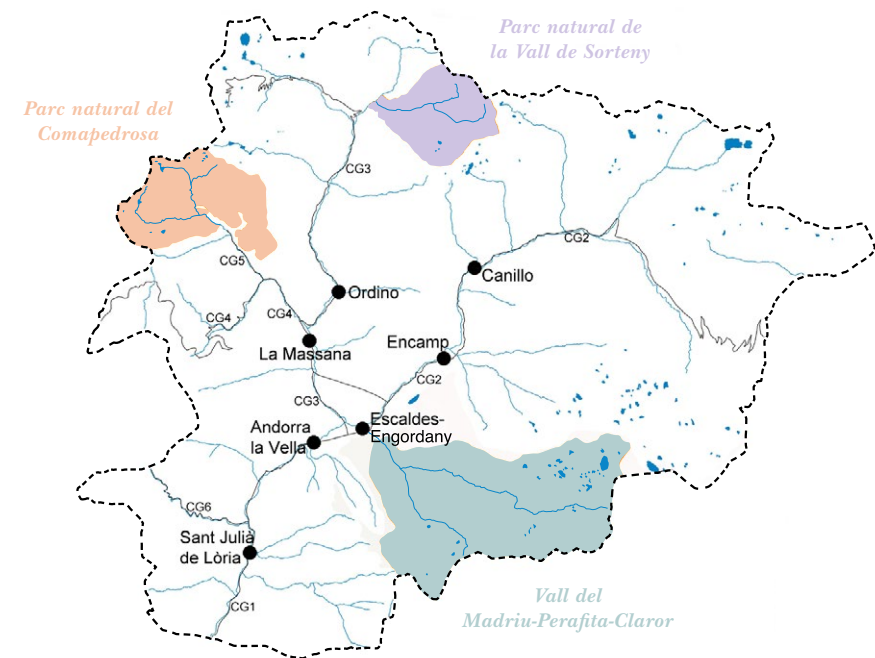 Parc natural de
la Vall de Sorteny
Parc natural del
Comapedrosa
CG3
CG2
CG5
Canillo
Ordino
CG4
CG4
La Massana
Encamp
CG2
CG3
Escaldes-
Engordany
Andorra
la Vella
CG6
Sant Julià
de Lòria
CG1
Vall del
Madriu-Perafita-Claror